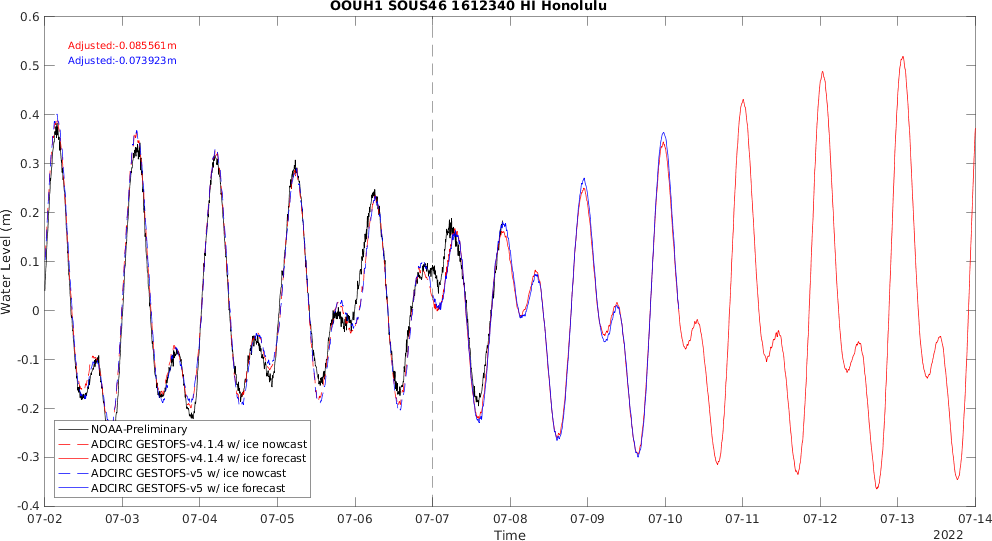 OOUH1 SOUS46 1612340 HI Honolulu
0.6
0.5
0.4
0.3
0.2
0.1
0
-0.1
-0.2
-0.3
-0.4
Water Level (m)
Adjusted:-0.085561m
Adjusted:-0.073923m
NOAA-Preliminary
ADCIRC GESTOFS-v4.1.4 w/ ice nowcast
ADCIRC GESTOFS-v4.1.4 w/ ice forecast
ADCIRC GESTOFS-v5 w/ ice nowcast
ADCIRC GESTOFS-v5 w/ ice forecast
07-02 07-03 07-04 07-05 07-06 07-07 07-08 07-09 07-10 07-11 07-12 07-13 07-14
Time
2022